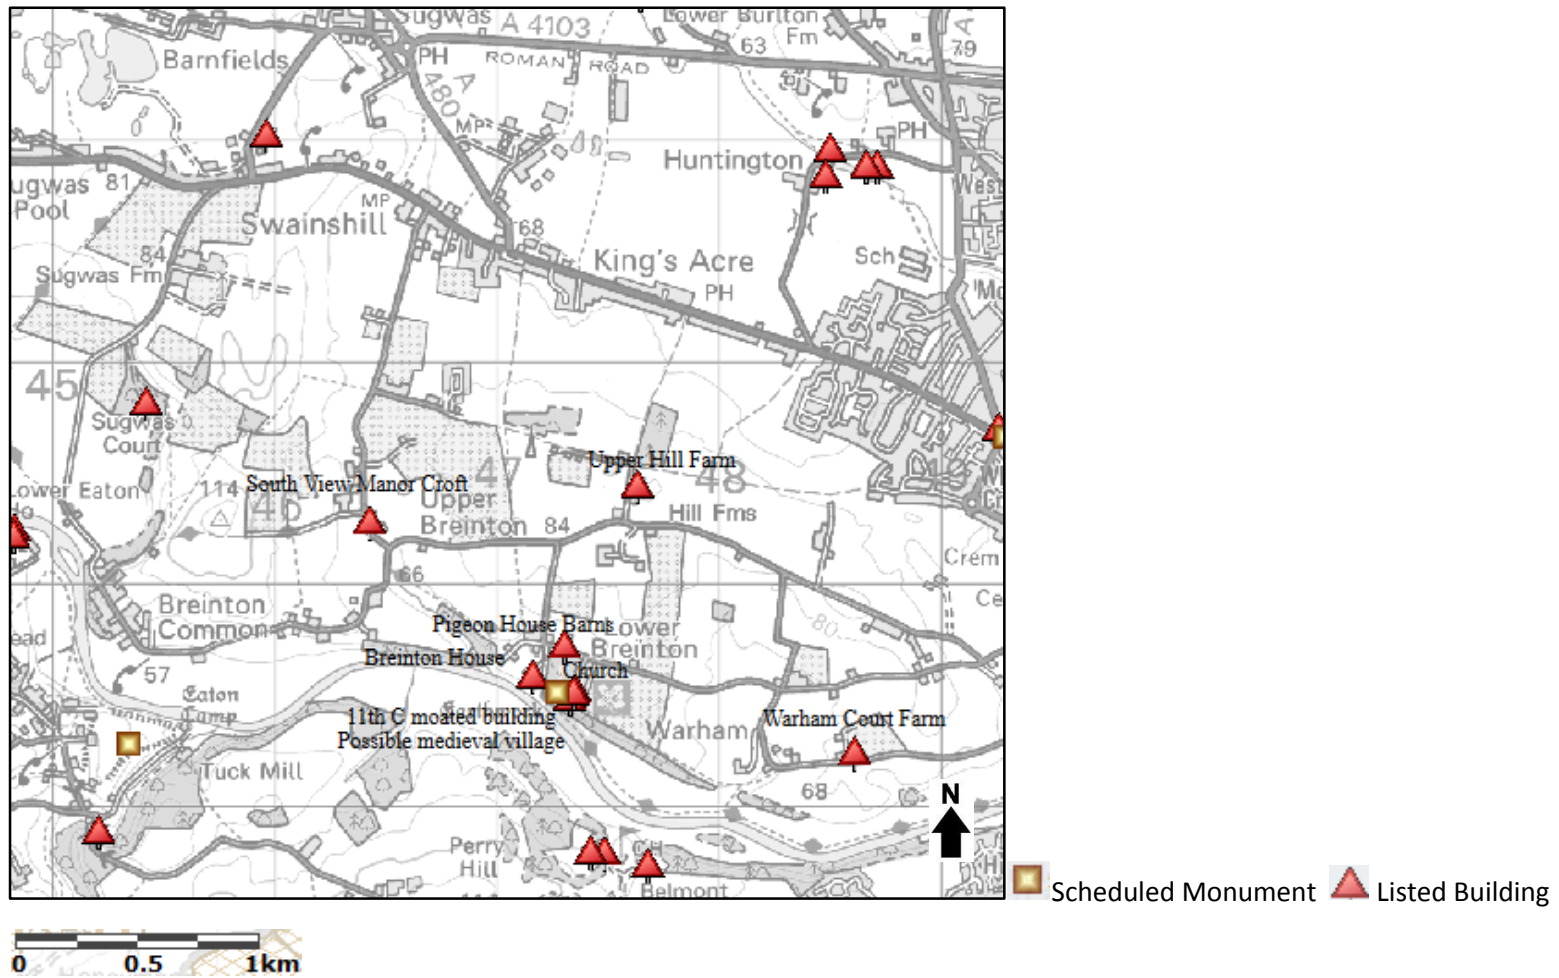 Sugwas
A 4103
Lower Burlton
Fm
63
79
A
Barnfields
PH
ROMAN ROAD
A
480
MP
PH
Huntington
81
ugwas
Pool
MP
West
Swainshill
68
84
King's Acre
Sch
Sugwas Fm
PH
45
Sugwas
Court
Upper Hill Farm
South View Manor Croft
47
48
Lower Eaton
114
46
Upper
Breinton
84
Hill Fms
Crem
66
Ce
Breinton
Common
Pigeon House Barns
Lower
Breinton
80
ead
Breinton House
Church
57
Eaton
Camp
11th C moated building
Possible medieval village
Warham Court Farm
Warham
Tuck Mill
68
N
Perry
Hill
Belmont
Scheduled Monument
Listed Building
0 0.5 1km